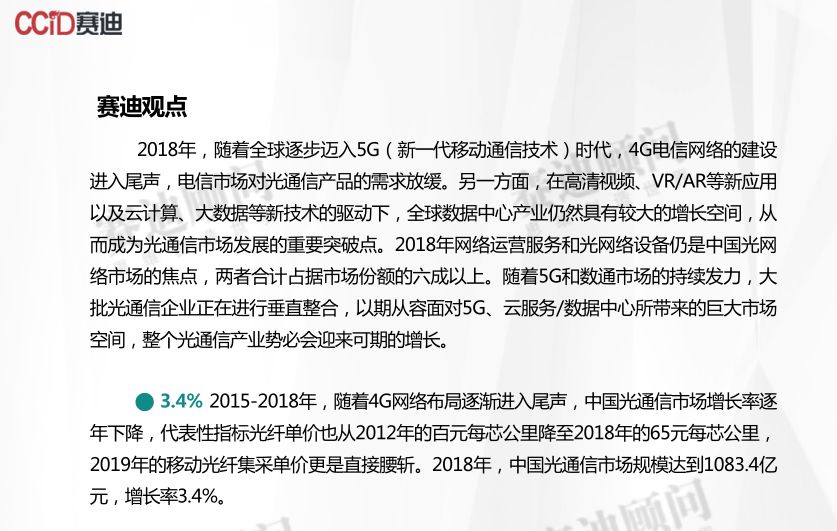 CCID赛迪
赛迪观点
2018年，随着全球逐步迈入5G（新一代移动通信技术）时代，4G电信网络的建设
进入尾声，电信市场对光通信产品的需求放缓。另一方面，在高清视频、VR/AR等新应用
以及云计算、大数据等新技术的驱动下，全球数据中心产业仍然具有较大的增长空间，从
而成为光通信市场发展的重要突破点。2018年网络运营服务和光网络设备仍是中国光网
络市场的焦点，两者合计占据市场份额的六成以上。随着5G和数通市场的持续发力，大
批光通信企业正在进行垂直整合，以期从容面对5G、云服务/数据中心所带来的巨大市场
空间，整个光通信产业势必会迎来可期的增长。
3.4% 2015-2018年，随着4G网络布局逐渐进入尾声，中国光通信市场增长率逐
年下降，代表性指标光纤单价也从2012年的百元每芯公里降至2018年的65元每芯公里，
2019年的移动光纤集采单价更是直接腰斩。2018年，中国光通信市场规模达到1083.4亿
元，增长率3.4%。
赛迪顾问
赛迪顾问
赛迪顾问